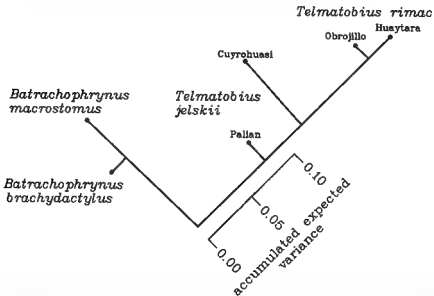 Telmatobius rimac
Huaytara
Obrojillo
Cuyrohuasi
Batrachophrynus
macrostomus
Telmatobius
jelskii
Palian
Batrachophrynus
brachydactylus
0.10
0.05
0.00
accumulated expected
variance